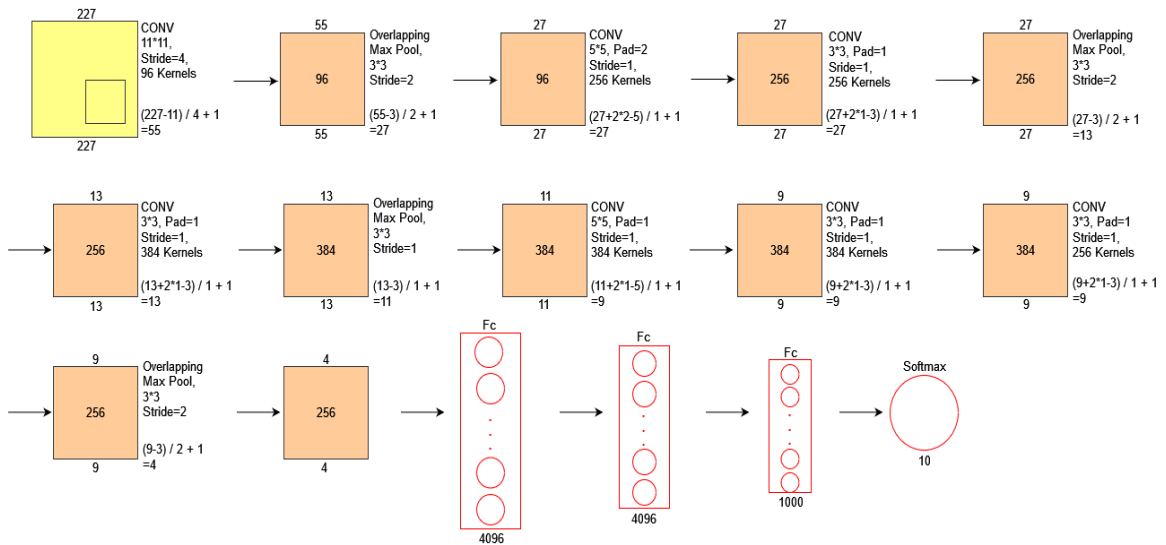 227
CONV
11*11,
Stride=4,
96 Kernels
(227-11) / 4 + 1
=55
227
55
96
55
Overlapping
Max Pool,
3*3
Stride=2
(55-3) / 2 + 1
=27
27
96
27
CONV
5*5, Pad=2
Stride=1,
256 Kernels
(27+2*2-5) / 1 + 1
=27
27
256
27
CONV
3*3, Pad=1
Sride=1,
256 Kernels
(27+2*1-3) / 1 + 1
=27
27
256
27
Overlapping
Max Pool,
3*3
Stride=2
(27-3) / 2 + 1
=13
13
256
13
CONV
3*3, Pad=1
Stride=1,
384 Kernels
(13+2*1-3) / 1 + 1
=13
13
384
13
Overlapping
Max Pool,
3*3
Stride=1
(13-3) / 1 + 1
=11
11
384
11
CONV
5*5, Pad=1
Stride=1,
384 Kernels
(11+2*1-5) / 1 + 1
=9
9
384
9
CONV
3*3, Pad=1
Stride=1,
384 Kernels
(9+2*1-3) / 1 + 1
=9
9
384
9
CONV
3*3, Pad=1
Stride=1,
256 Kernels
(9+2*1-3) / 1 + 1
=9
9
256
9
Overlapping
Max Pool,
3*3
Stride=2
(9-3) / 2 + 1
=4
4
256
4
Fc
4096
Fc
4096
Fc
1000
Softmax
10